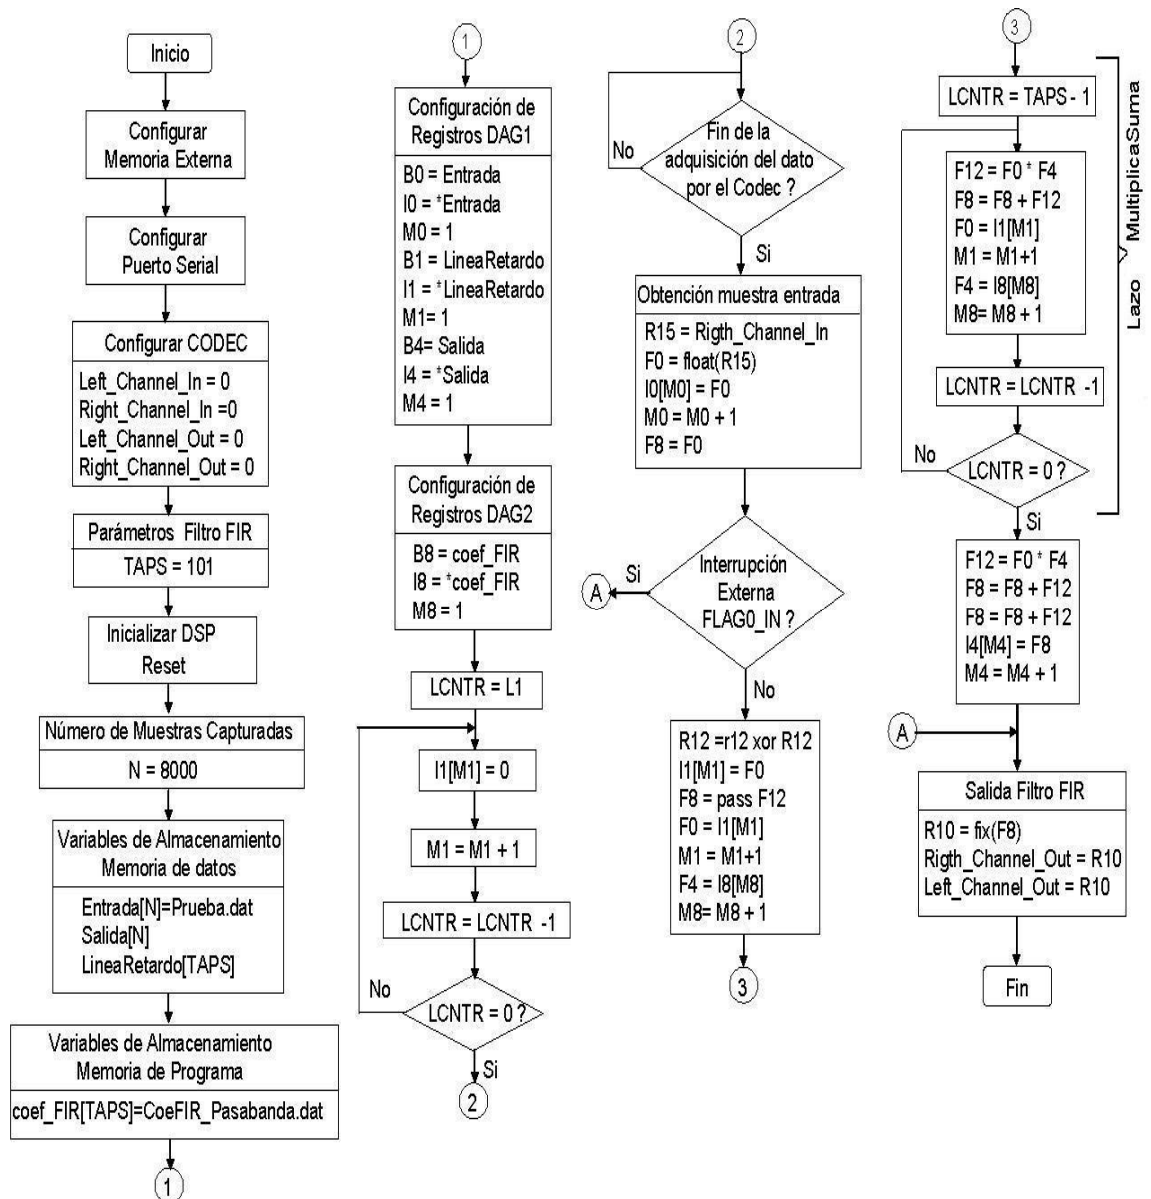 Inicio
Configurar
Memoria Externa
Configurar
Puerto Serial
Configurar CODEC
Left_Channel_In = 0
Right_Channel_In =0
Left_Channel_Out = 0
Right_Channel_Out = 0
Parámetros Filtro FIR
TAPS = 101
Inicializar DSP
Reset
Número de Muestras Capturadas
N = 8000
Variables de Almacenamiento
Memoria de datos
Entrada[N]=Prueba.dat
Salida[N]
LineaRetardo[TAPS]
Variables de Almacenamiento
Memoria de Programa
coef_FIR[TAPS]=CoeFIR_Pasabanda.dat
1
1
Configuración de
Registros DAG1
B0 = Entrada
I0 = *Entrada
M0 = 1
B1 = LineaRetardo
I1 = *LineaRetardo
M1= 1
B4= Salida
I4 = *Salida
M4 = 1
Configuración de
Registros DAG2
B8 = coef_FIR
I8 = *coef_FIR
M8 = 1
LCNTR = L1
I1[M1] = 0
M1 = M1 + 1
LCNTR = LCNTR -1
No
LCNTR = 0 ?
Si
2
2
Fin de la
No
adquisición del dato
por el Codec ?
Si
Obtención muestra entrada
R15 = Rigth_Channel_In
F0 = float(R15)
I0[M0] = F0
M0 = M0 + 1
F8 = F0
Interrupción
Externa
FLAG0_IN ?
Si
A
No
R12 =r12 xor R12
I1[M1] = F0
F8 = pass F12
F0 = I1[M1]
M1 = M1+1
F4 = I8[M8]
M8= M8 + 1
3
3
LCNTR = TAPS - 1
F12 = F0 * F4
F8 = F8 + F12
F0 = I1[M1]
M1 = M1+1
F4 = I8[M8]
M8= M8 + 1
LCNTR = LCNTR -1
No
LCNTR = 0 ?
Si
Lazo MultiplicaSuma
F12 = F0 * F4
F8 = F8 + F12
F8 = F8 + F12
I4[M4] = F8
M4 = M4 + 1
A
Salida Filtro FIR
R10 = fix(F8)
Rigth_Channel_Out = R10
Left_Channel_Out = R10
Fin